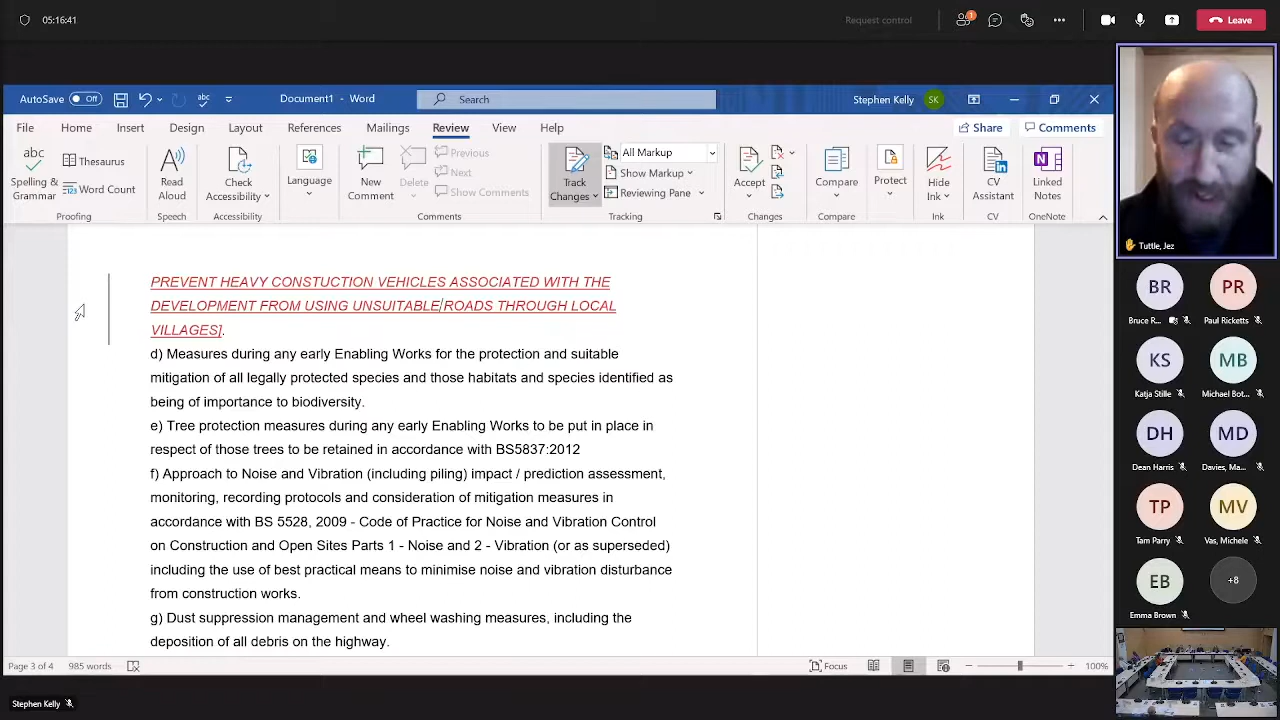 05:16:41
Request control
1
Leave
AutoSave Off
Document1 - Word
Search
Stephen Kelly SK
File Home Insert Design Layout References Mailings Review View Help
Share Comments
abc
Spelling & Grammar
Thesaurus
Word Count
Proofing
Read Aloud
Speech
Check Accessibility
Accessibility
Language
New Comment
Delete
Previous
Next
Show Comments
Comments
Track Changes
All Markup
Show Markup
Reviewing Pane
Tracking
Accept
Changes
Compare
Compare
Protect
Hide Ink
Ink
CV Assistant
CV
Linked Notes
OneNote
PREVENT HEAVY CONSTUCTION VEHICLES ASSOCIATED WITH THE
DEVELOPMENT FROM USING UNSUITABLE ROADS THROUGH LOCAL
VILLAGES].
d) Measures during any early Enabling Works for the protection and suitable
mitigation of all legally protected species and those habitats and species identified as
being of importance to biodiversity.
e) Tree protection measures during any early Enabling Works to be put in place in
respect of those trees to be retained in accordance with BS5837:2012
f) Approach to Noise and Vibration (including piling) impact / prediction assessment,
monitoring, recording protocols and consideration of mitigation measures in
accordance with BS 5528, 2009 - Code of Practice for Noise and Vibration Control
on Construction and Open Sites Parts 1 - Noise and 2 - Vibration (or as superseded)
including the use of best practical means to minimise noise and vibration disturbance
from construction works.
g) Dust suppression management and wheel washing measures, including the
deposition of all debris on the highway.
Page 3 of 4 985 words
Focus
100%
Stephen Kelly
Tuttle, Jez
BR PR
Bruce R... Paul Ricketts
KS MB
Katja Stille Michael Bot...
DH MD
Dean Harris Davies, Ma...
TP MV
Tam Parry Vas, Michele
EB +8
Emma Brown